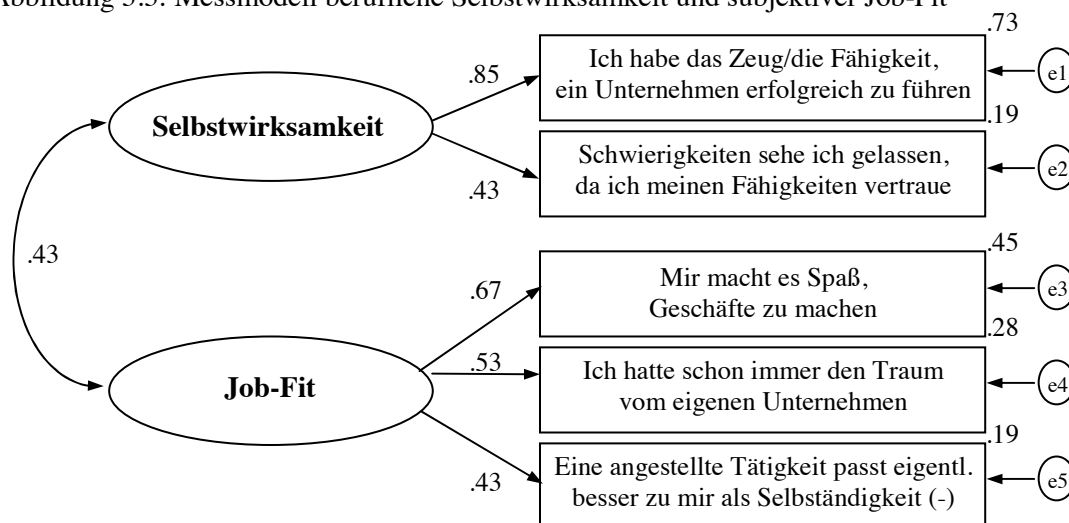 Abbildung 5.5: Messmodell berufliche Selbstwirksamkeit und subjektiver Job-Fit
.73
Ich habe das Zeug/die Fähigkeit,
ein Unternehmen erfolgreich zu führen
e1
.85
Selbstwirksamkeit
.19
Schwierigkeiten sehe ich gelassen,
da ich meinen Fähigkeiten vertraue
e2
.43
.43
.45
Mir macht es Spaß,
Geschäfte zu machen
e3
.67
.28
.53
Ich hatte schon immer den Traum
vom eigenen Unternehmen
e4
Job-Fit
.19
Eine angestellte Tätigkeit passt eigentl.
besser zu mir als Selbständigkeit (-)
e5
.43